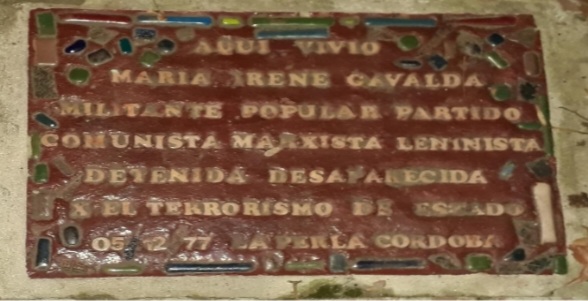 AQUI VIVIO
MARIA IRENE GAVALDA
MILITANTE POPULAR PARTIDO
COMUNISTA MARXISTA LENINISTA
DETENIDA DESAPARECIDA
X EL TERRORISMO DE ESTADO
05 12 77 LA PERLA CORDOBA